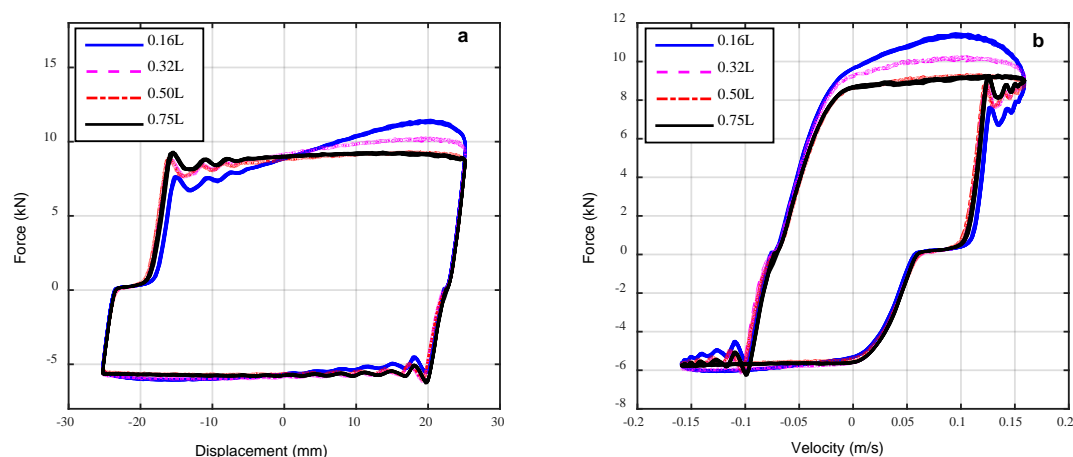 a
0.16L
0.32L
0.50L
0.75L
15
10
5
0
-5
Force (kN)
-30
-20
-10
0
10
20
30
Displacement (mm)
b
0.16L
0.32L
0.50L
0.75L
12
10
8
6
4
2
0
-2
-4
-6
-8
Force (kN)
-0.2
-0.15
-0.1
-0.05
0
0.05
0.1
0.15
0.2
Velocity (m/s)